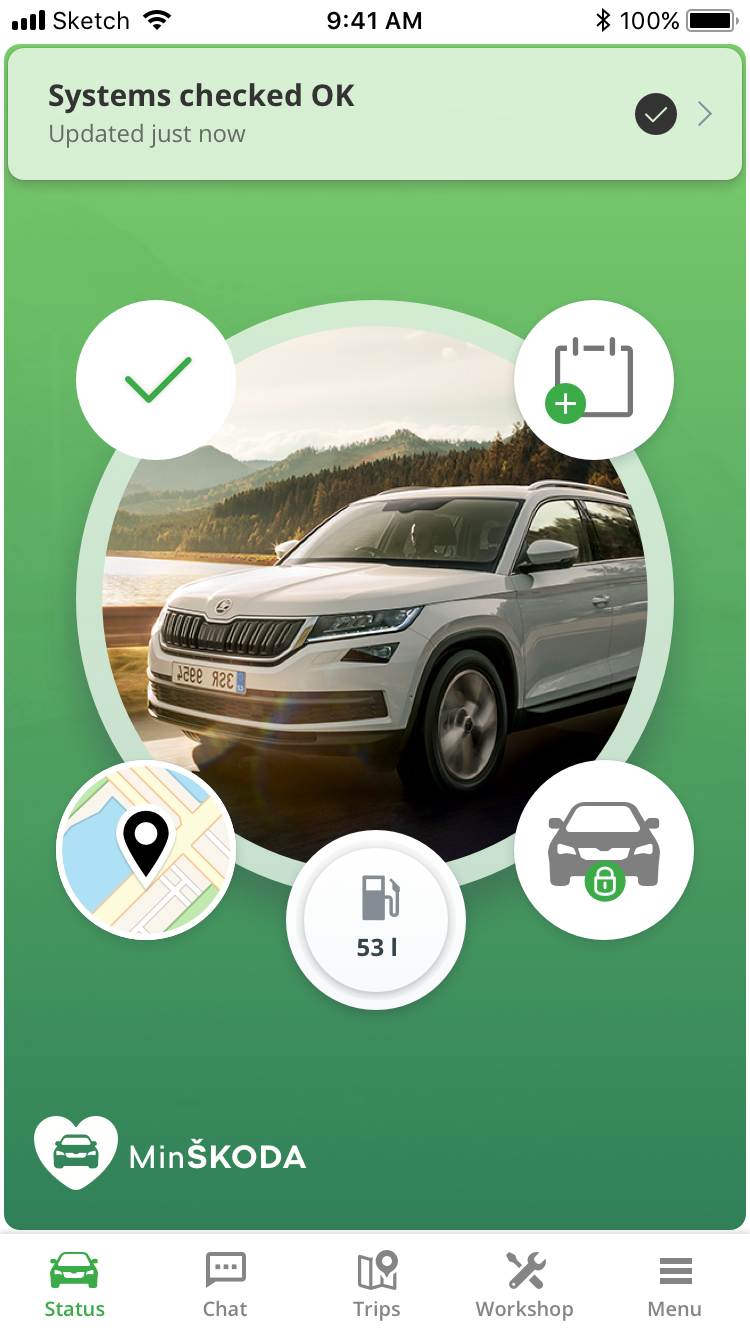 Sketch 9:41 AM 100%
Systems checked OK
Updated just now
3SR 9954
53 l
MinŠKODA
Status Chat Trips Workshop Menu